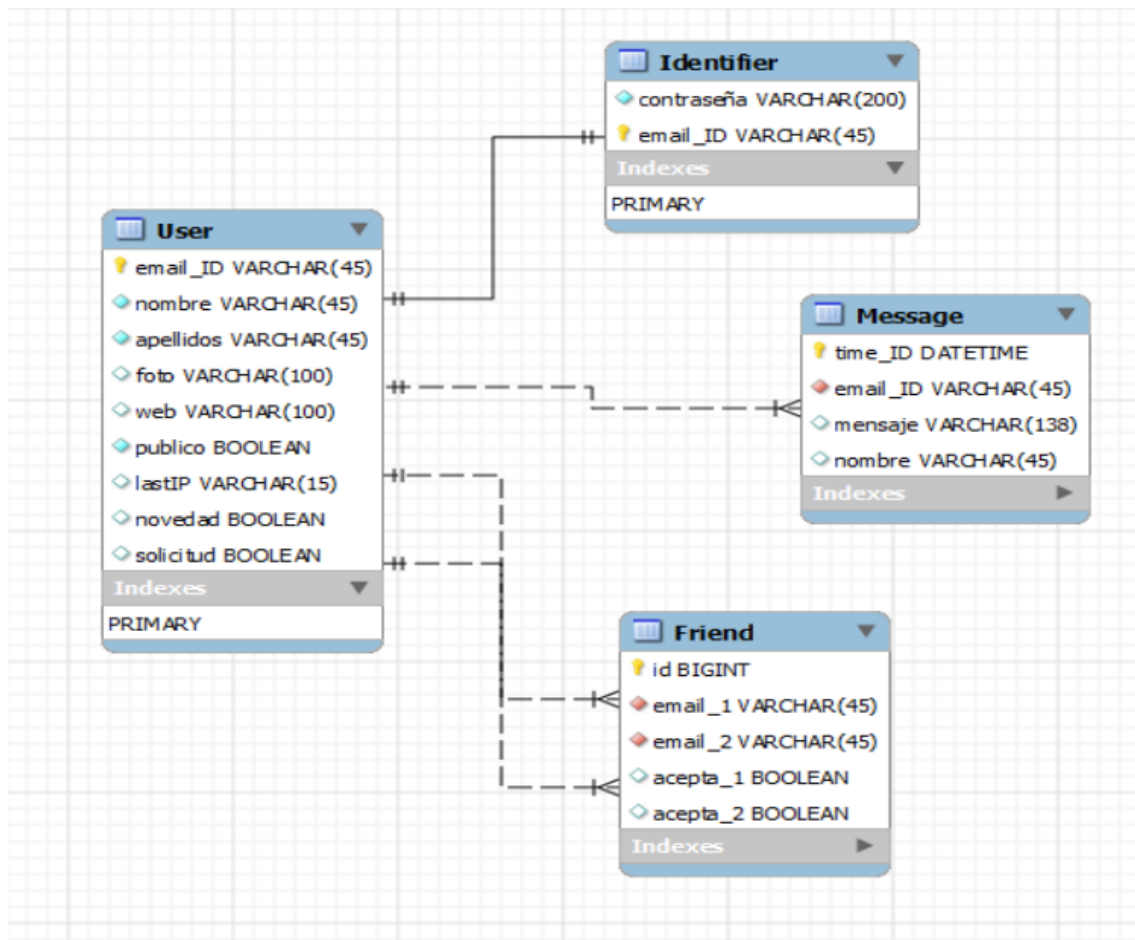 Identifier
contraseña VARCHAR(200)
email_ID VARCHAR(45)
Indexes
PRIMARY
User
email_ID VARCHAR(45)
nombre VARCHAR(45)
apellidos VARCHAR(45)
foto VARCHAR(100)
web VARCHAR(100)
publico BOOLEAN
lastIP VARCHAR(15)
novedad BOOLEAN
solicitud BOOLEAN
Indexes
PRIMARY
Message
time_ID DATETIME
email_ID VARCHAR(45)
mensaje VARCHAR(138)
nombre VARCHAR(45)
Indexes
Friend
id BIGINT
email_1 VARCHAR(45)
email_2 VARCHAR(45)
acepta_1 BOOLEAN
acepta_2 BOOLEAN
Indexes